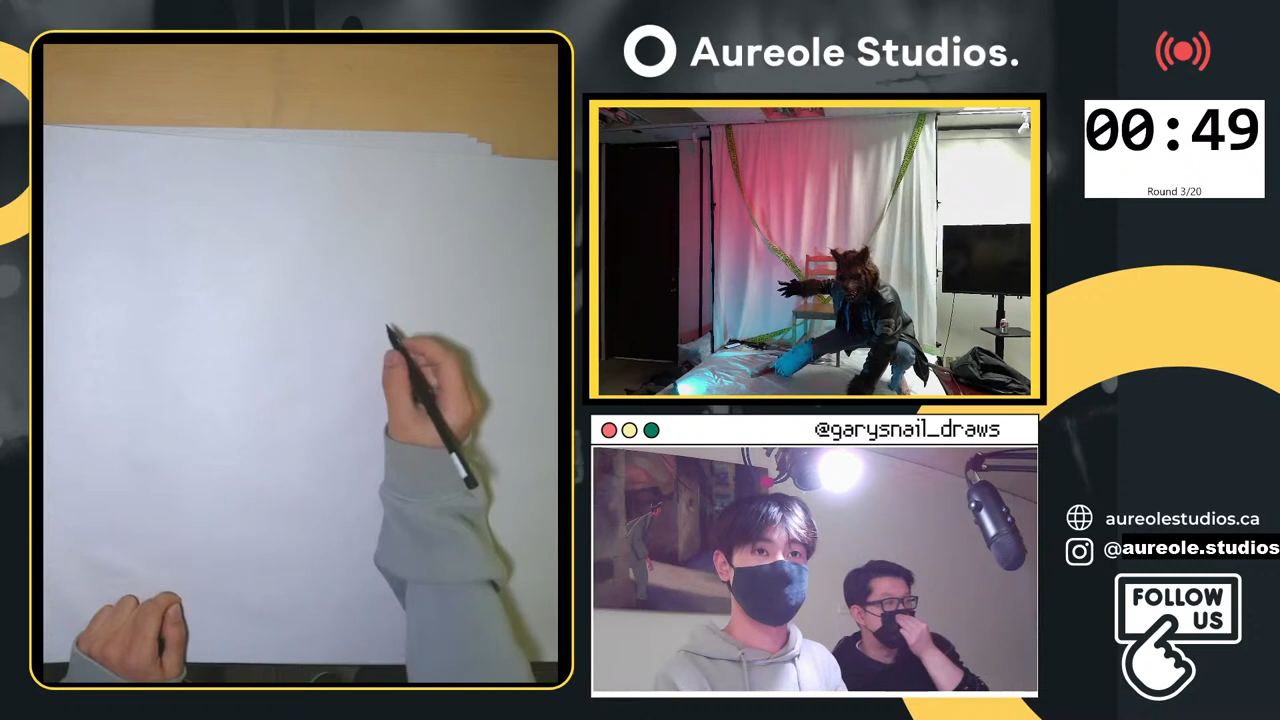 Aureole Studios.
00:49
Round 3/20
@garysnail_draws
aureolestudios.ca
@aureole.studios
FOLLOW
US